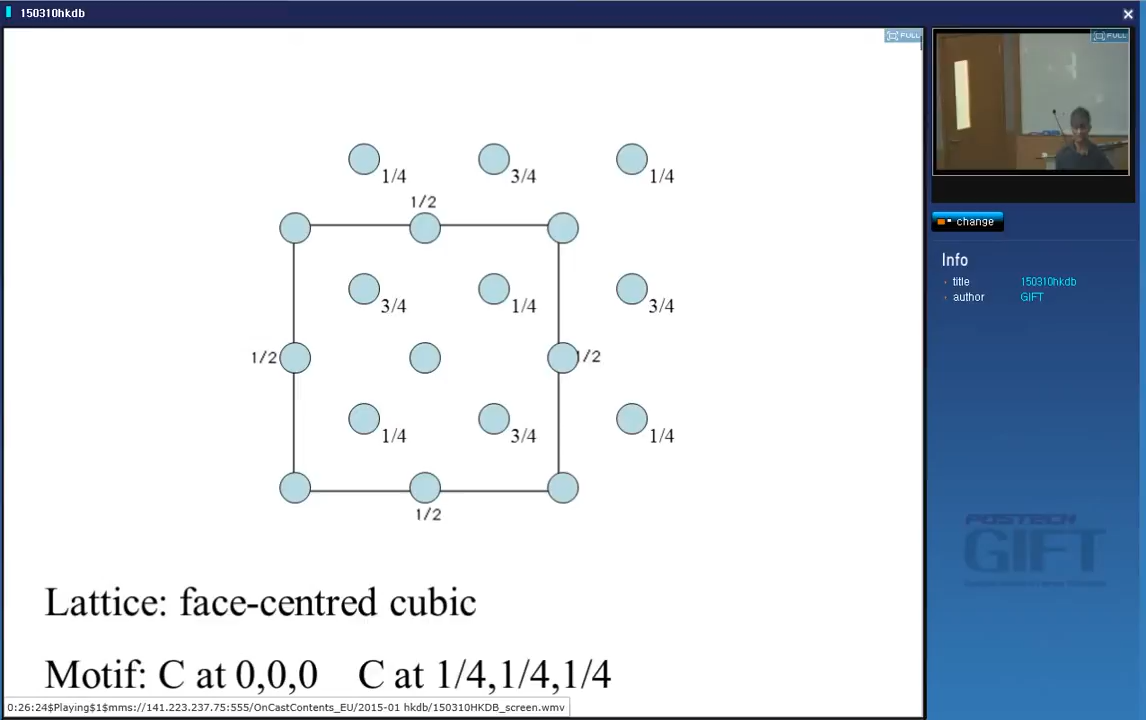 150310hkdb
FULL
FULL
1/4 3/4 1/4
1/2
3/4 1/4 3/4
1/2 1/2
1/4 3/4 1/4
1/2
Lattice: face-centred cubic
Motif: C at 0,0,0 C at 1/4,1/4,1/4
0:26:24$Playing$1$mms://141.223.237.75:555/OnCastContents_EU/2015-01 hkdb/150310HKDB_screen.wmv
change
Info
title 150310hkdb
author GIFT
POSTECH
GIFT